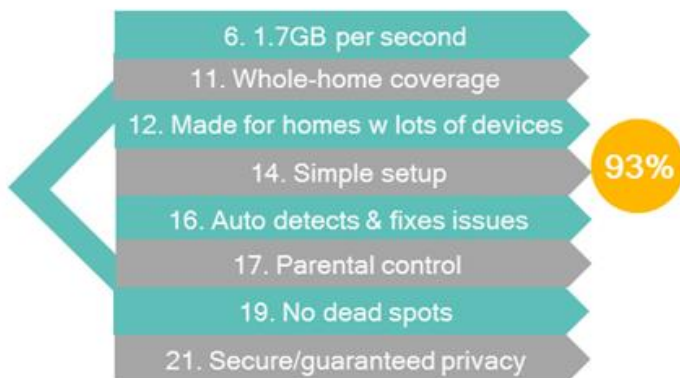 6. 1.7GB per second
11. Whole-home coverage
12. Made for homes w lots of devices
14. Simple setup
93%
16. Auto detects & fixes issues
17. Parental control
19. No dead spots
21. Secure/guaranteed privacy